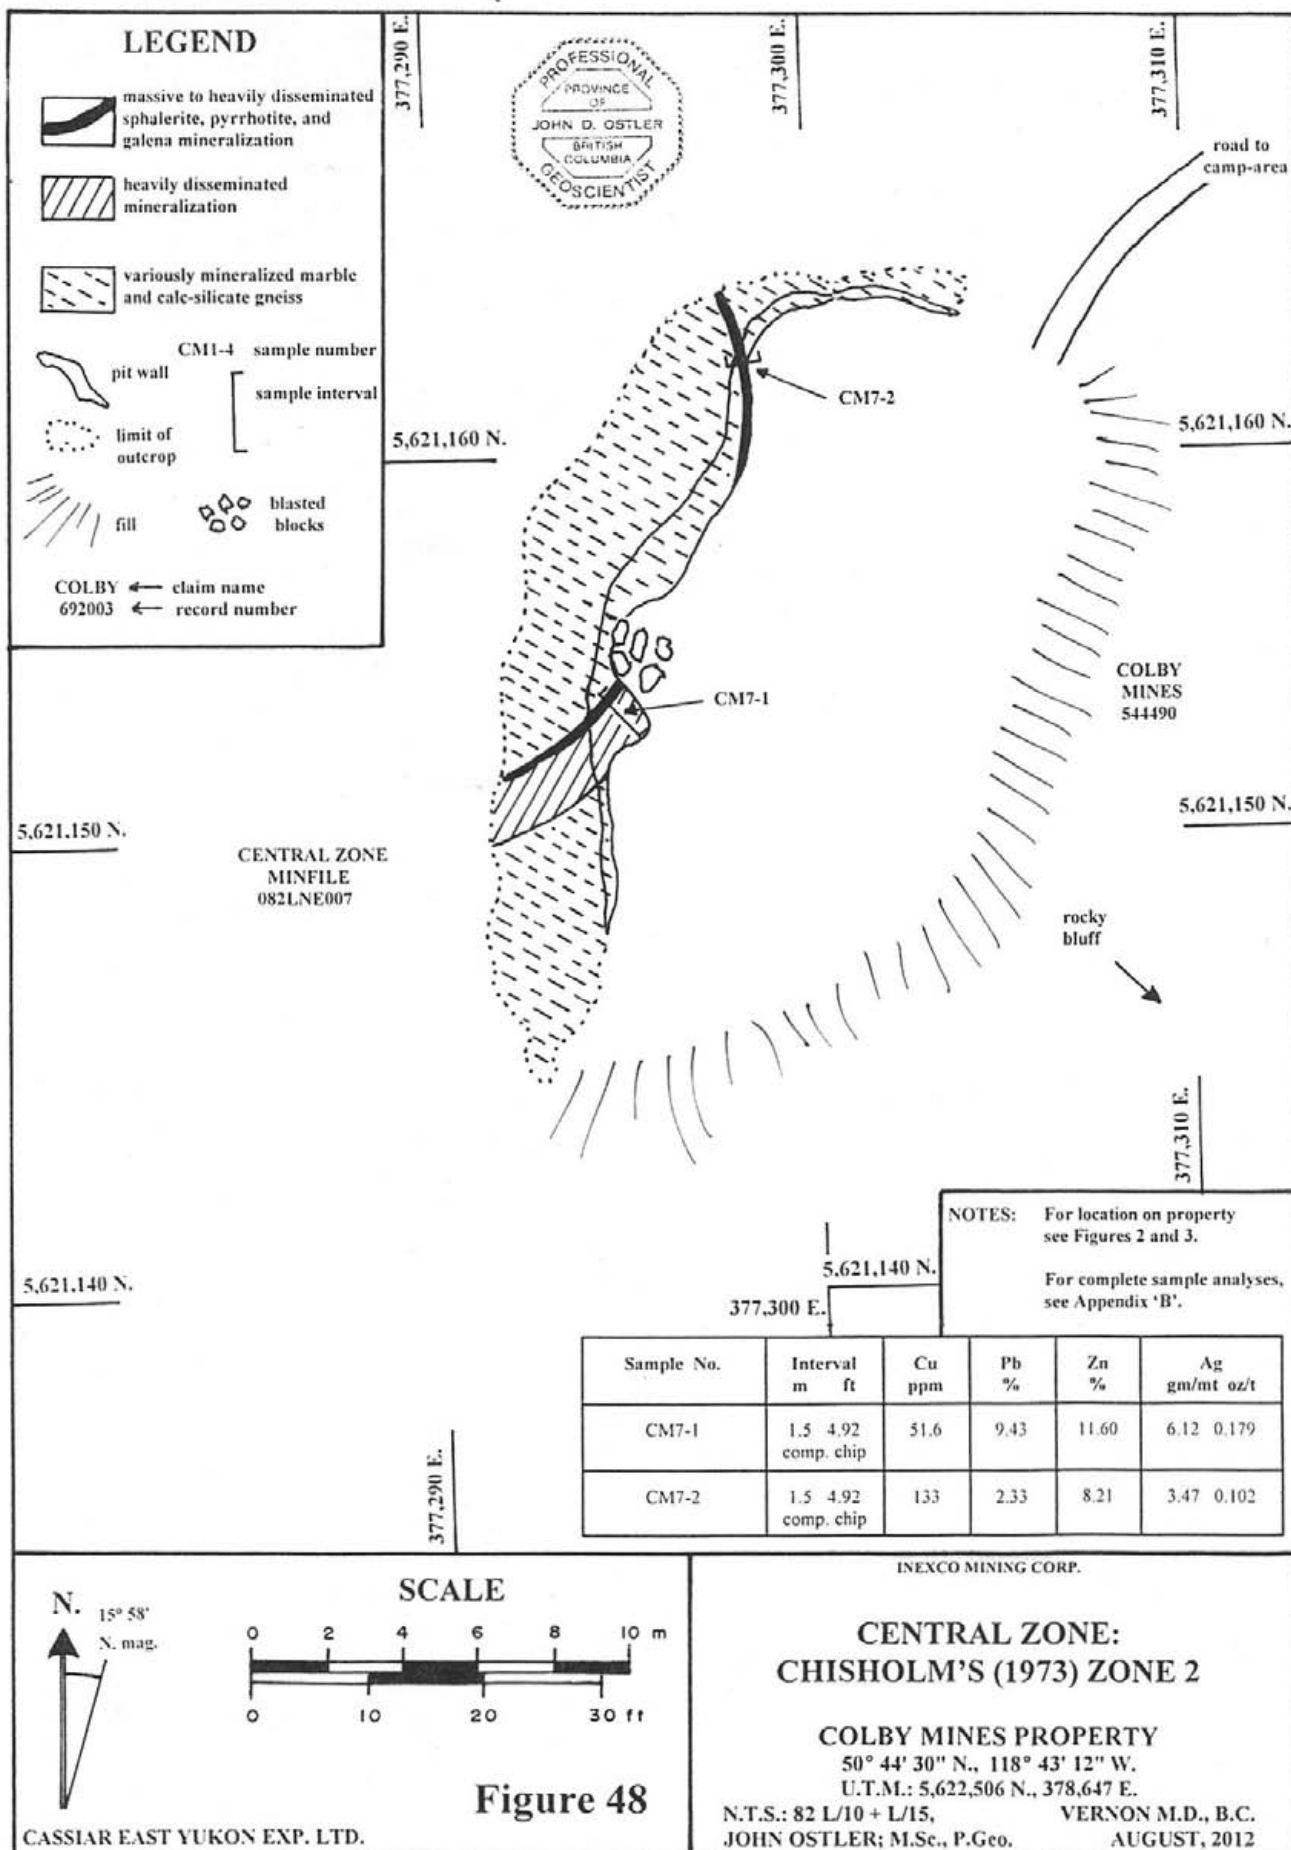 LEGEND
massive to heavily disseminated
sphalerite, pyrrhotite, and
galena mineralization
heavily disseminated
mineralization
variously mineralized marble
and calc-silicate gneiss
CM1-4 sample number
pit wall
sample interval
limit of
outcrop
fill
blasted
blocks
COLBY ← claim name
692003 ← record number
377,290 E.
377,300 E.
377,310 E.
PROFESSIONAL
PROVINCE
OF
JOHN D. OSTLER
BRITISH
COLUMBIA
GEOSCIENTIST
road to
camp-area
CM7-2
5,621,160 N.
5,621,160 N.
CM7-1
COLBY
MINES
544490
5,621,150 N.
5,621,150 N.
CENTRAL ZONE
MINFILE
082LNE007
rocky
bluff
377,310 E.
NOTES: For location on property
see Figures 2 and 3.
For complete sample analyses,
see Appendix ‘B’.
5,621,140 N.
5,621,140 N.
377,300 E.
377,290 E.
Sample No. Interval Cu Pb Zn Ag
m ft ppm % % gm/mt oz/t
CM7-1 1.5 4.92 51.6 9.43 11.60 6.12 0.179
comp. chip
CM7-2 1.5 4.92 133 2.33 8.21 3.47 0.102
comp. chip
N. 15° 58'
N. mag.
SCALE
0 2 4 6 8 10 m
0 10 20 30 ft
Figure 48
CASSIAR EAST YUKON EXP. LTD.
INEXCO MINING CORP.
CENTRAL ZONE:
CHISHOLM'S (1973) ZONE 2
COLBY MINES PROPERTY
50° 44' 30" N., 118° 43' 12" W.
U.T.M.: 5,622,506 N., 378,647 E.
N.T.S.: 82 L/10 + L/15, VERNON M.D., B.C.
JOHN OSTLER; M.Sc., P.Geo. AUGUST, 2012